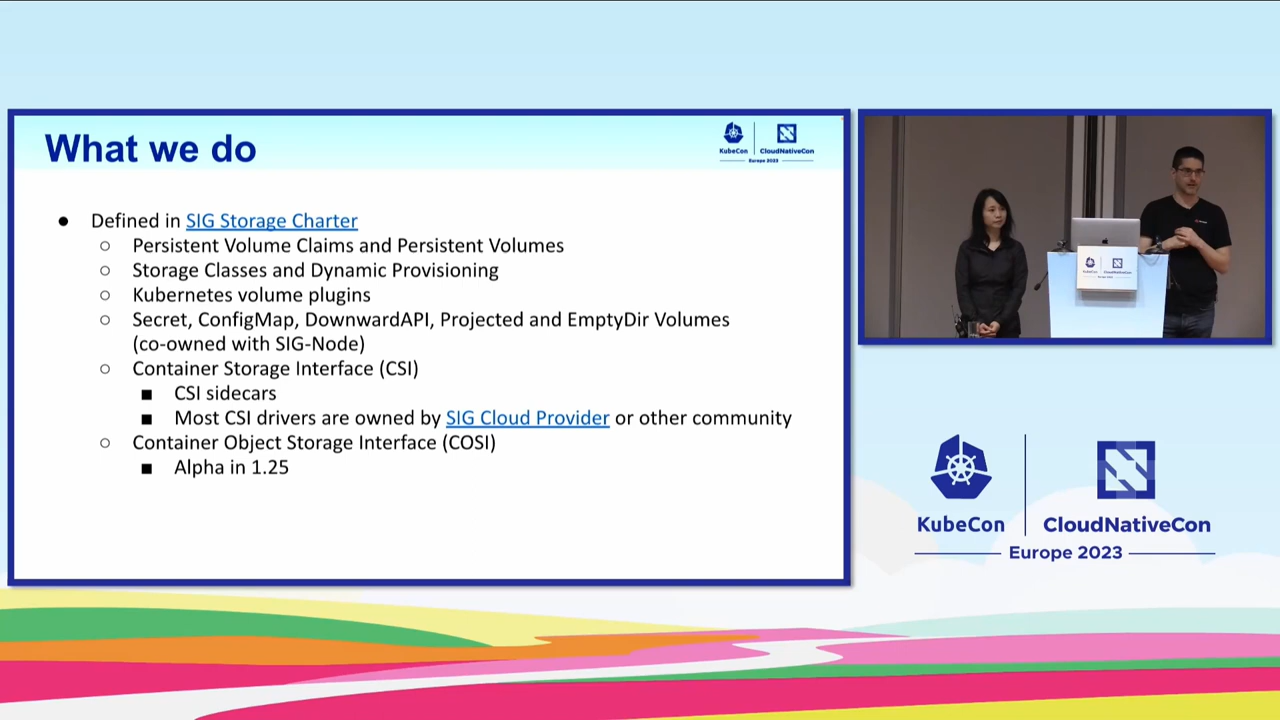 What we do
KubeCon
CloudNativeCon
Europe 2023
● Defined in SIG Storage Charter
○ Persistent Volume Claims and Persistent Volumes
○ Storage Classes and Dynamic Provisioning
○ Kubernetes volume plugins
○ Secret, ConfigMap, DownwardAPI, Projected and EmptyDir Volumes
(co-owned with SIG-Node)
○ Container Storage Interface (CSI)
■ CSI sidecars
■ Most CSI drivers are owned by SIG Cloud Provider or other community
○ Container Object Storage Interface (COSI)
■ Alpha in 1.25
KubeCon
CloudNativeCon
Europe 2023